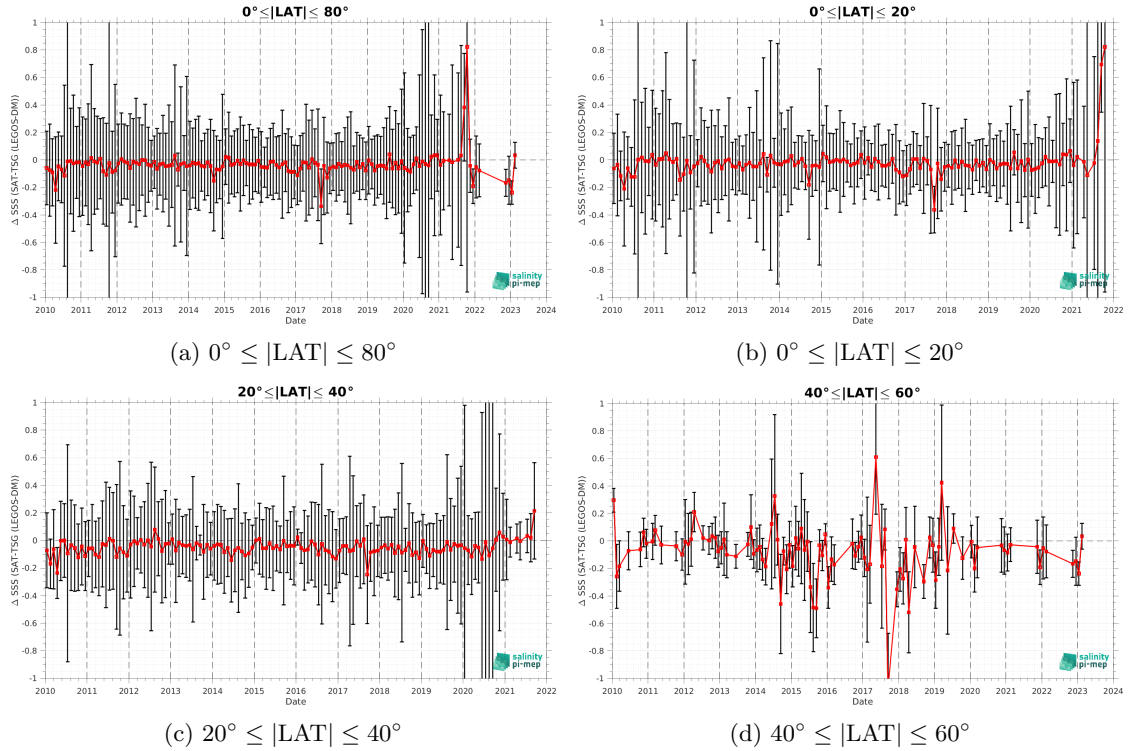 0°≤|LAT|≤ 80°
Δ SSS (SAT-TSG (LEGOS-DM))
1
0.8
0.6
0.4
0.2
0
-0.2
-0.4
-0.6
-0.8
-1
2010 2011 2012 2013 2014 2015 2016 2017 2018 2019 2020 2021 2022 2023 2024
Date
salinity
pi-mep
(a) 0° ≤ |LAT| ≤ 80°
0°≤|LAT|≤ 20°
Δ SSS (SAT-TSG (LEGOS-DM))
1
0.8
0.6
0.4
0.2
0
-0.2
-0.4
-0.6
-0.8
-1
2010 2011 2012 2013 2014 2015 2016 2017 2018 2019 2020 2021 2022
Date
salinity
pi-mep
(b) 0° ≤ |LAT| ≤ 20°
20°≤|LAT|≤ 40°
Δ SSS (SAT-TSG (LEGOS-DM))
1
0.8
0.6
0.4
0.2
0
-0.2
-0.4
-0.6
-0.8
-1
2010 2011 2012 2013 2014 2015 2016 2017 2018 2019 2020 2021 2022
Date
salinity
pi-mep
(c) 20° ≤ |LAT| ≤ 40°
40°≤|LAT|≤ 60°
Δ SSS (SAT-TSG (LEGOS-DM))
1
0.8
0.6
0.4
0.2
0
-0.2
-0.4
-0.6
-0.8
-1
2010 2011 2012 2013 2014 2015 2016 2017 2018 2019 2020 2021 2022 2023 2024
Date
salinity
pi-mep
(d) 40° ≤ |LAT| ≤ 60°